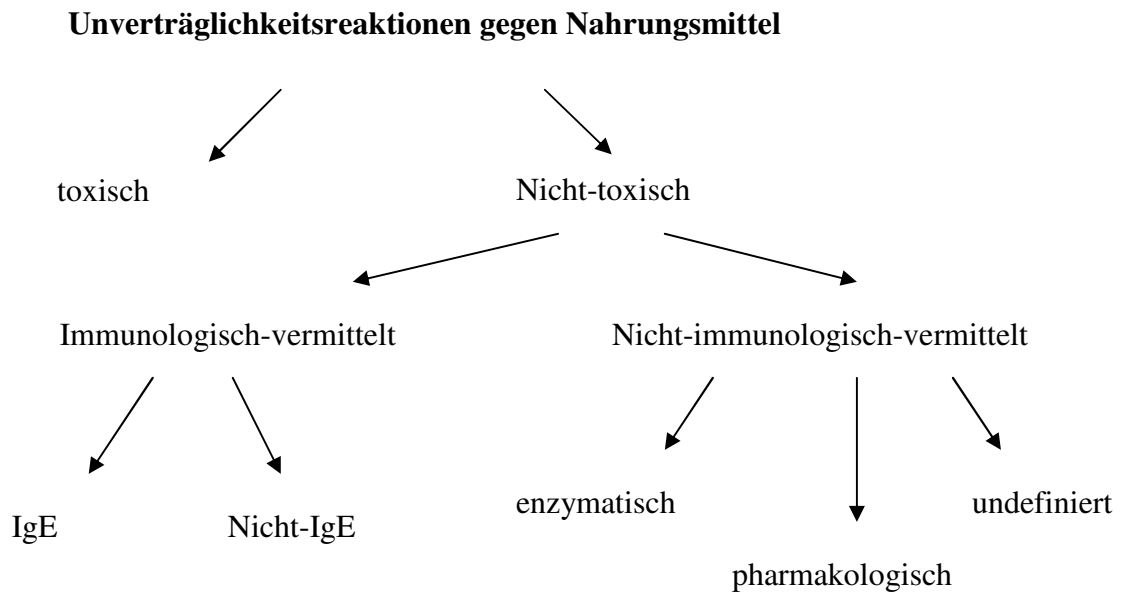 Unverträglichkeitsreaktionen gegen Nahrungsmittel
toxisch
Nicht-toxisch
Immunologisch-vermittelt
Nicht-immunologisch-vermittelt
IgE
Nicht-IgE
enzymatisch
pharmakologisch
undefiniert